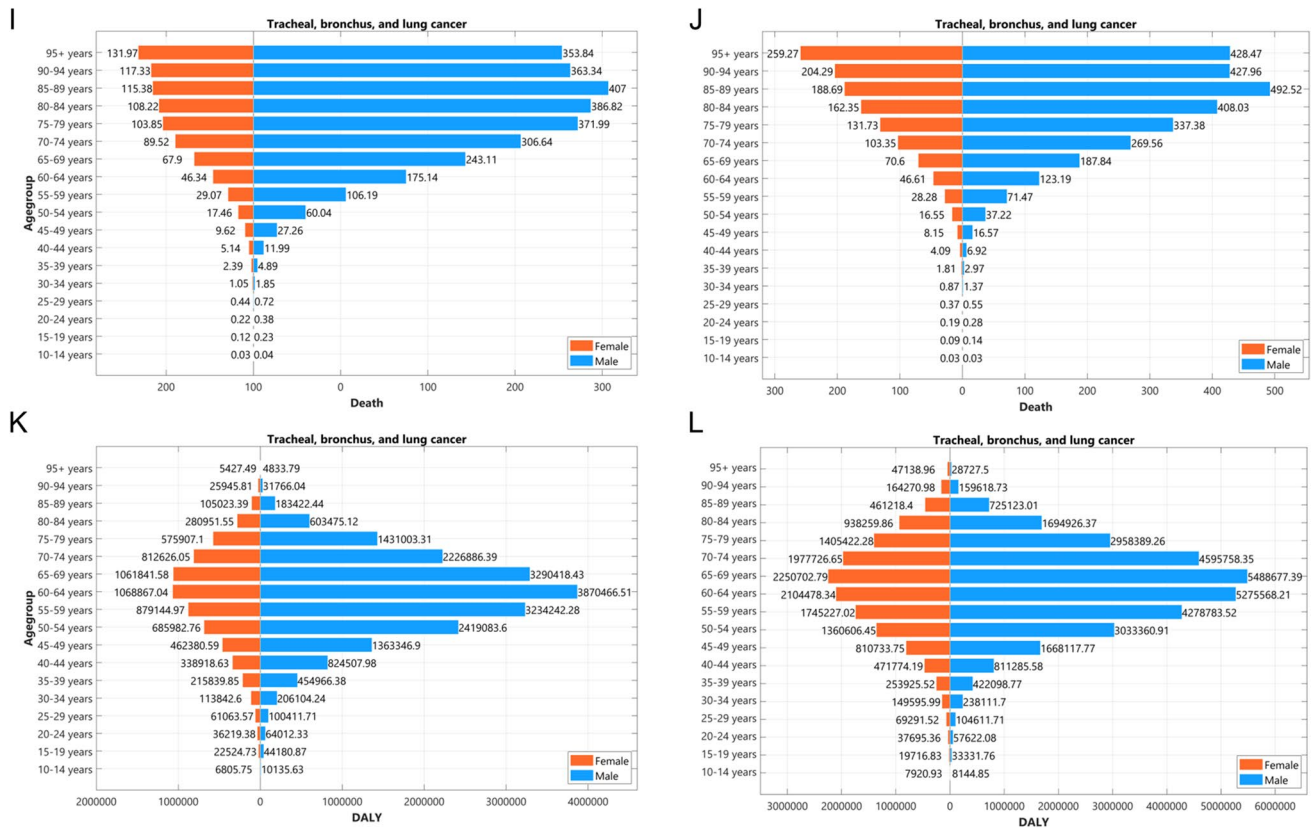 I
Tracheal, bronchus, and lung cancer
Agegroup
95+ years 131.97 353.84
90-94 years 117.33 363.34
85-89 years 115.38 407
80-84 years 108.22 386.82
75-79 years 103.85 371.99
70-74 years 89.52 306.64
65-69 years 67.9 243.11
60-64 years 46.34 175.14
55-59 years 29.07 106.19
50-54 years 17.46 60.04
45-49 years 9.62 27.26
40-44 years 5.14 11.99
35-39 years 2.39 4.89
30-34 years 1.05 1.85
25-29 years 0.44 0.72
20-24 years 0.22 0.38
15-19 years 0.12 0.23
10-14 years 0.03 0.04
Female
Male
200 100 0 100 200 300
Death
J
Tracheal, bronchus, and lung cancer
95+ years 259.27 428.47
90-94 years 204.29 427.96
85-89 years 188.69 492.52
80-84 years 162.35 408.03
75-79 years 131.73 337.38
70-74 years 103.35 269.56
65-69 years 70.6 187.84
60-64 years 46.61 123.19
55-59 years 28.28 71.47
50-54 years 16.55 37.22
45-49 years 8.15 16.57
40-44 years 4.09 6.92
35-39 years 1.81 2.97
30-34 years 0.87 1.37
25-29 years 0.37 0.55
20-24 years 0.19 0.28
15-19 years 0.09 0.14
10-14 years 0.03 0.03
Female
Male
300 200 100 0 100 200 300 400 500
Death
K
Tracheal, bronchus, and lung cancer
Agegroup
95+ years 5427.49 4833.79
90-94 years 25945.81 31766.04
85-89 years 105023.39 183422.44
80-84 years 280951.55 603475.12
75-79 years 575907.1 1431003.31
70-74 years 812626.05 2226886.39
65-69 years 1061841.58 3290418.43
60-64 years 1068867.04 3870466.51
55-59 years 879144.97 3234242.28
50-54 years 685982.76 2419083.6
45-49 years 462380.59 1363346.9
40-44 years 338918.63 824507.98
35-39 years 215839.85 454966.38
30-34 years 113842.6 206104.24
25-29 years 61063.57 100411.71
20-24 years 36219.38 64012.33
15-19 years 22524.73 44180.87
10-14 years 6805.75 10135.63
Female
Male
2000000 1000000 0 1000000 2000000 3000000 4000000
DALY
L
Tracheal, bronchus, and lung cancer
95+ years 47138.96 28727.5
90-94 years 164270.98 159618.73
85-89 years 461218.4 725123.01
80-84 years 938259.86 1694926.37
75-79 years 1405422.28 2958389.26
70-74 years 1977726.65 4595758.35
65-69 years 2250702.79 5488677.39
60-64 years 2104478.34 5275568.21
55-59 years 1745227.02 4278783.52
50-54 years 1360606.45 3033360.91
45-49 years 810733.75 1668117.77
40-44 years 471774.19 811285.58
35-39 years 253925.52 422098.77
30-34 years 149595.99 238111.7
25-29 years 69291.52 104611.71
20-24 years 37695.36 57622.08
15-19 years 19716.83 33331.76
10-14 years 7920.93 8144.85
Female
Male
3000000 2000000 1000000 0 1000000 2000000 3000000 4000000 5000000 6000000
DALY